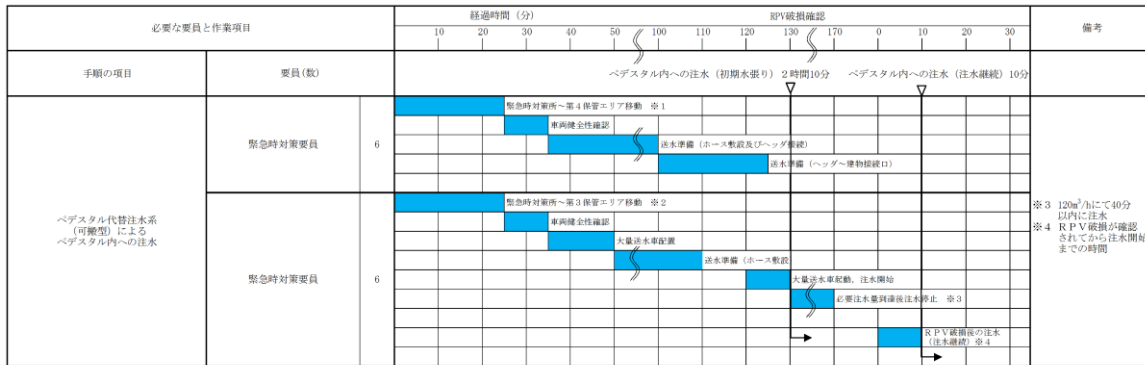 必要な要員と作業項目
経過時間（分）
RPV破損確認
備考
10 20 30 40 50 60 100 110 120 130 170 0 10 20 30
手順の項目
要員(数)
ペデスタル内への注水（初期水張り）２時間10分
ペデスタル内への注水（注水継続）10分
ペデスタル代替注水系
(可搬型）による
ペデスタル内への注水
緊急時対策要員
6
緊急時対策所～第４保管エリア移動 ※１
車両健全性確認
送水準備（ホース敷設及びヘッダ接続）
送水準備（ヘッダ～建物接続口）
緊急時対策要員
6
緊急時対策所～第３保管エリア移動 ※２
車両健全性確認
大量送水車配置
送水準備（ホース敷設）
大量送水車起動，注水開始
必要注水量到達後注水停止 ※３
ＲＰＶ破損後の注水
（注水継続）※４
※３ 120m³/hにて40分
以内に注水
※４ ＲＰＶ破損が確認
されてから注水開始
までの時間